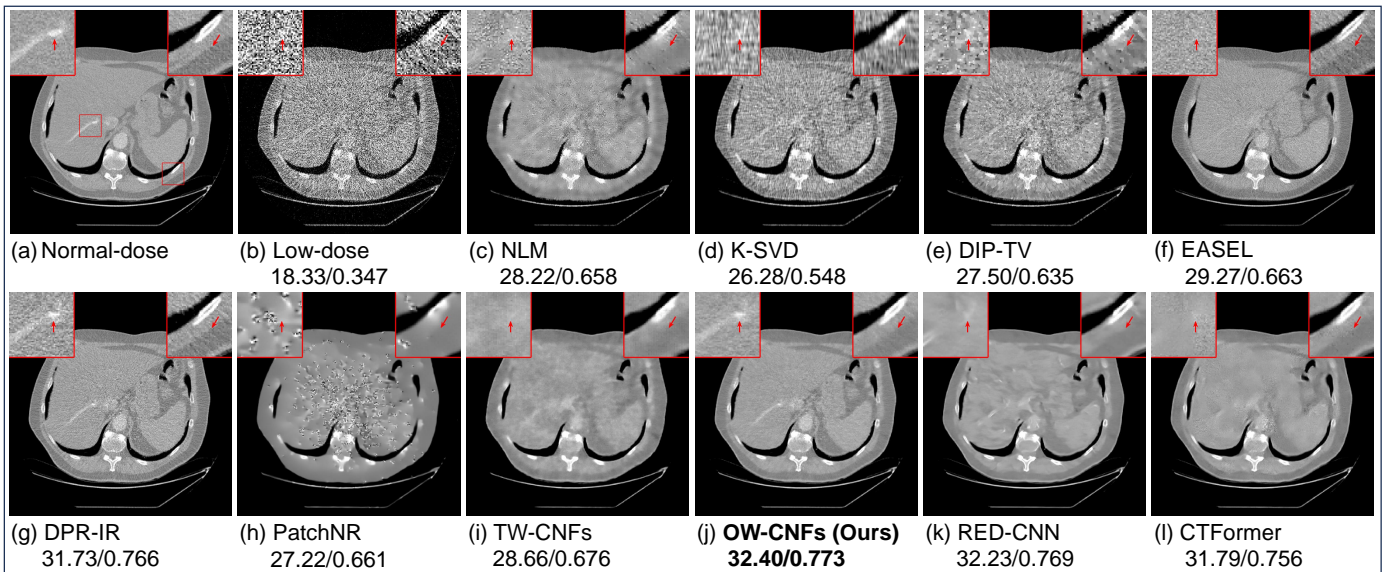 (a) Normal-dose
(b) Low-dose
18.33/0.347
(c) NLM
28.22/0.658
(d) K-SVD
26.28/0.548
(e) DIP-TV
27.50/0.635
(f) EASEL
29.27/0.663
(g) DPR-IR
31.73/0.766
(h) PatchNR
27.22/0.661
(i) TW-CNFs
28.66/0.676
(j) OW-CNFs (Ours)
32.40/0.773
(k) RED-CNN
32.23/0.769
(l) CTFormer
31.79/0.756